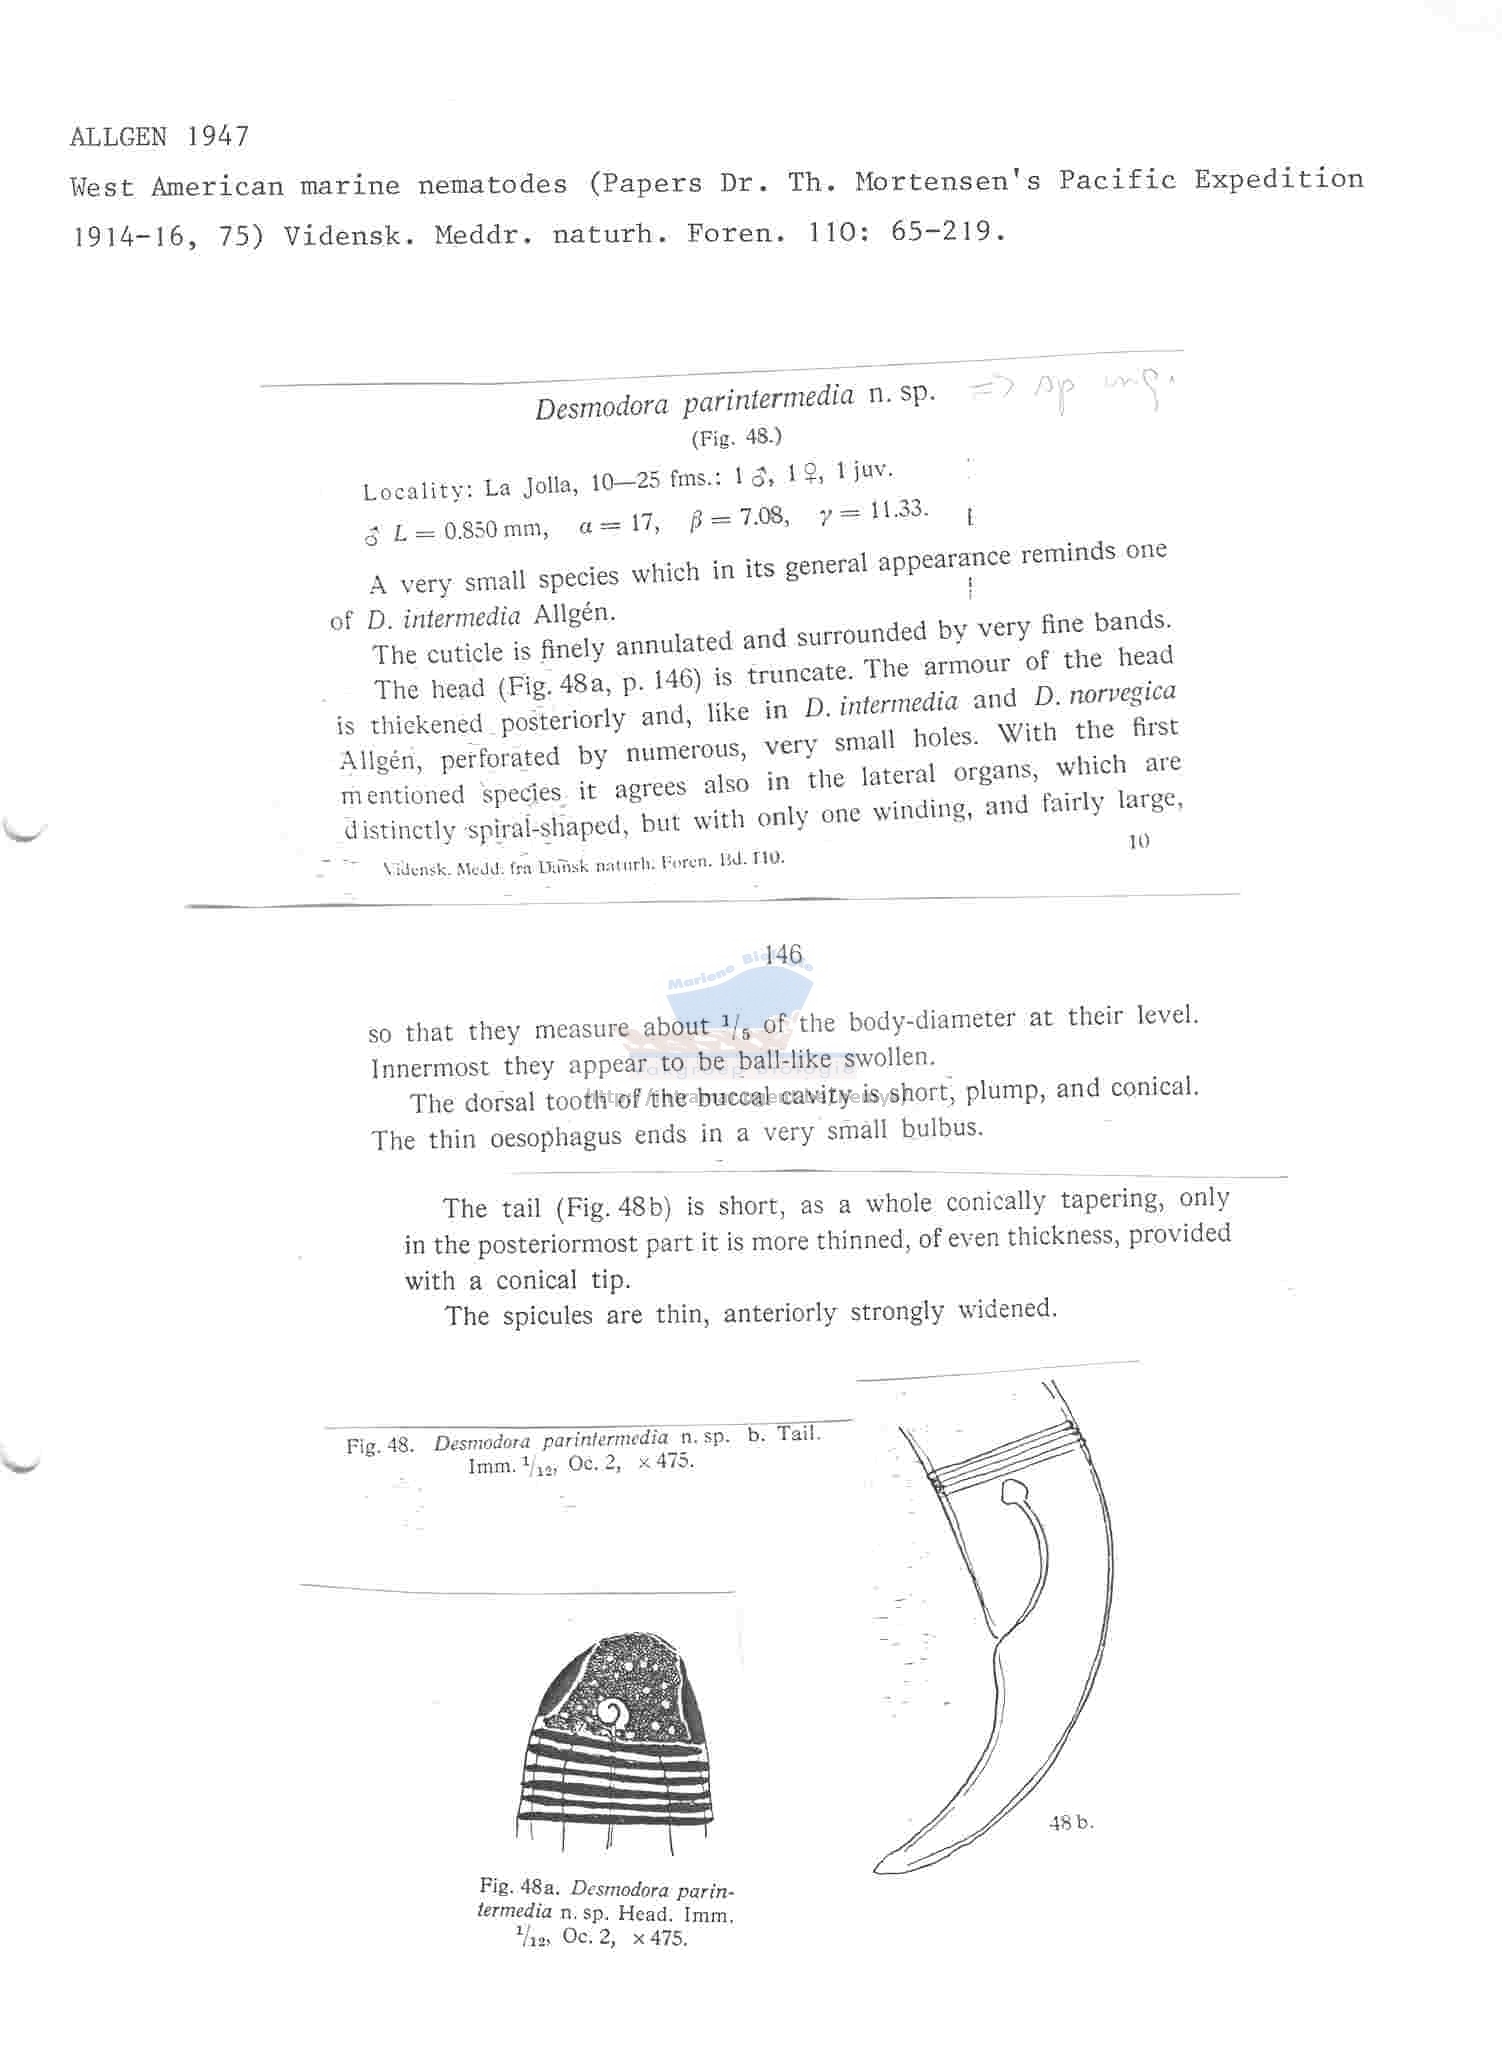 ALLGEN 1947
West American marine nematodes (Papers Dr. Th. Mortensen's Pacific Expedition
1914-16, 75) Vidensk. Meddr. naturh. Foren. 110: 65-219.
Desmodora parintermedia n. sp. => sp inq.
(Fig. 48.)
Locality: La Jolla, 10—25 fms.: 1 ♂, 1 ♀, 1 juv.
♂ L = 0.850 mm, α = 17, β = 7.08, γ = 11.33.
A very small species which in its general appearance reminds one
of D. intermedia Allgén.
The cuticle is finely annulated and surrounded by very fine bands.
The head (Fig. 48a, p. 146) is truncate. The armour of the head
is thickened posteriorly and, like in D. intermedia and D. norvegica
Allgén, perforated by numerous, very small holes. With the first
mentioned species it agrees also in the lateral organs, which are
distinctly spiral-shaped, but with only one winding, and fairly large,
Vidensk. Medd. fra Dansk naturh. Foren. Bd. 110. 10
146
Mariene Biologie
so that they measure about 1/5 of the body-diameter at their level.
Innermost they appear to be ball-like swollen.
The dorsal tooth of the buccal cavity is short, plump, and conical.
The thin oesophagus ends in a very small bulbus.
The tail (Fig. 48b) is short, as a whole conically tapering, only
in the posteriormost part it is more thinned, of even thickness, provided
with a conical tip.
The spicules are thin, anteriorly strongly widened.
Fig. 48. Desmodora parintermedia n. sp. b. Tail.
Imm. 1/12, Oc. 2, × 475.
48 b.
Fig. 48a. Desmodora parin-
termedia n. sp. Head. Imm.
1/12, Oc. 2, × 475.